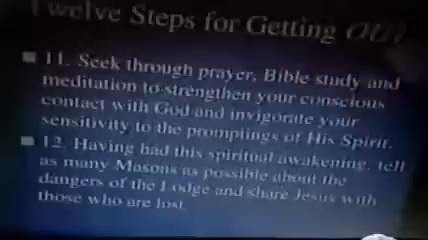 Twelve Steps for Getting OUT
11. Seek through prayer, Bible study and
meditation to strengthen your conscious
contact with God and invigorate your
sensitivity to the promptings of His Spirit.
12. Having had this spiritual awakening, tell
as many Masons as possible about the
dangers of the Lodge and share Jesus with
those who are lost.